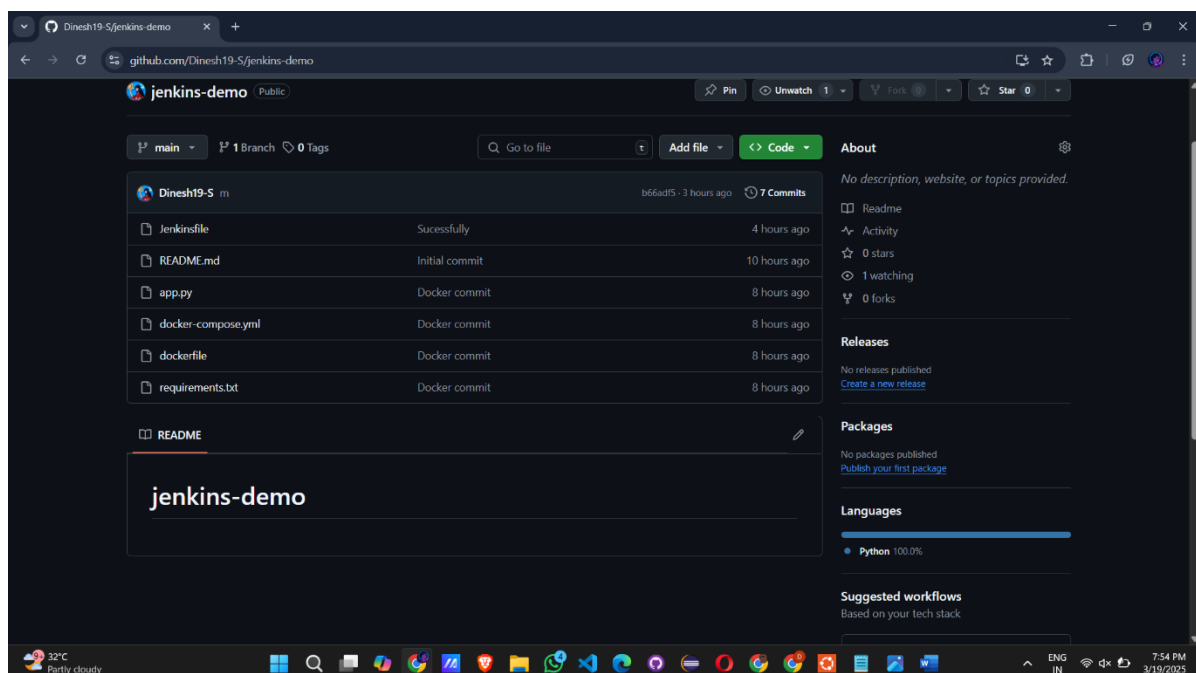 Dinesh19-S/jenkins-demo
github.com/Dinesh19-S/jenkins-demo
jenkins-demo Public
Pin
Unwatch 1
Fork 0
Star 0
main
1 Branch
0 Tags
Go to file t
Add file
<> Code
Dinesh19-S m
b66adf5 · 3 hours ago
7 Commits
Jenkinsfile Sucessfully 4 hours ago
README.md Initial commit 10 hours ago
app.py Docker commit 8 hours ago
docker-compose.yml Docker commit 8 hours ago
dockerfile Docker commit 8 hours ago
requirements.txt Docker commit 8 hours ago
README
jenkins-demo
About
No description, website, or topics provided.
Readme
Activity
0 stars
1 watching
0 forks
Releases
No releases published
Create a new release
Packages
No packages published
Publish your first package
Languages
Python 100.0%
Suggested workflows
Based on your tech stack
32°C
Partly cloudy
ENG
IN
7:54 PM
3/19/2025